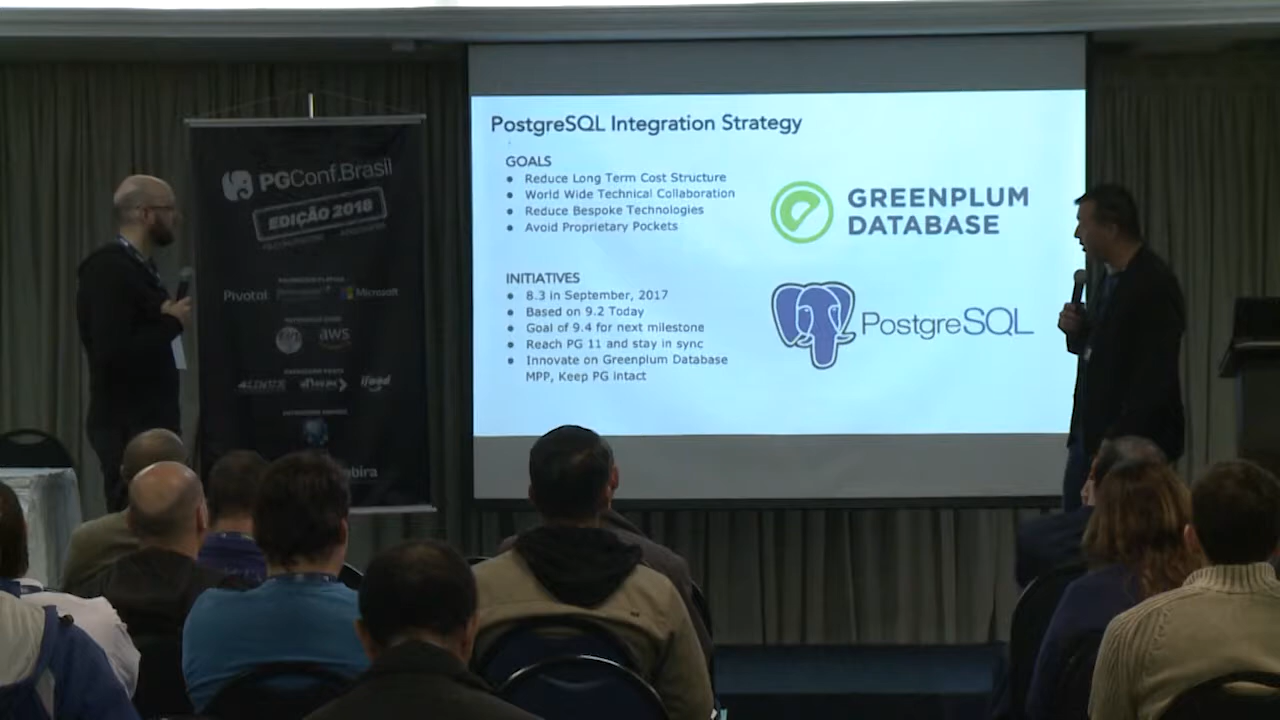 PostgreSQL Integration Strategy
GOALS
• Reduce Long Term Cost Structure
• World Wide Technical Collaboration
• Reduce Bespoke Technologies
• Avoid Proprietary Pockets
INITIATIVES
• 8.3 in September, 2017
• Based on 9.2 Today
• Goal of 9.4 for next milestone
• Reach PG 11 and stay in sync
• Innovate on Greenplum Database
MPP, Keep PG intact
GREENPLUM
DATABASE
PostgreSQL
PGConf.Brasil
EDIÇÃO 2018
Pivotal
Microsoft
aws
ifood